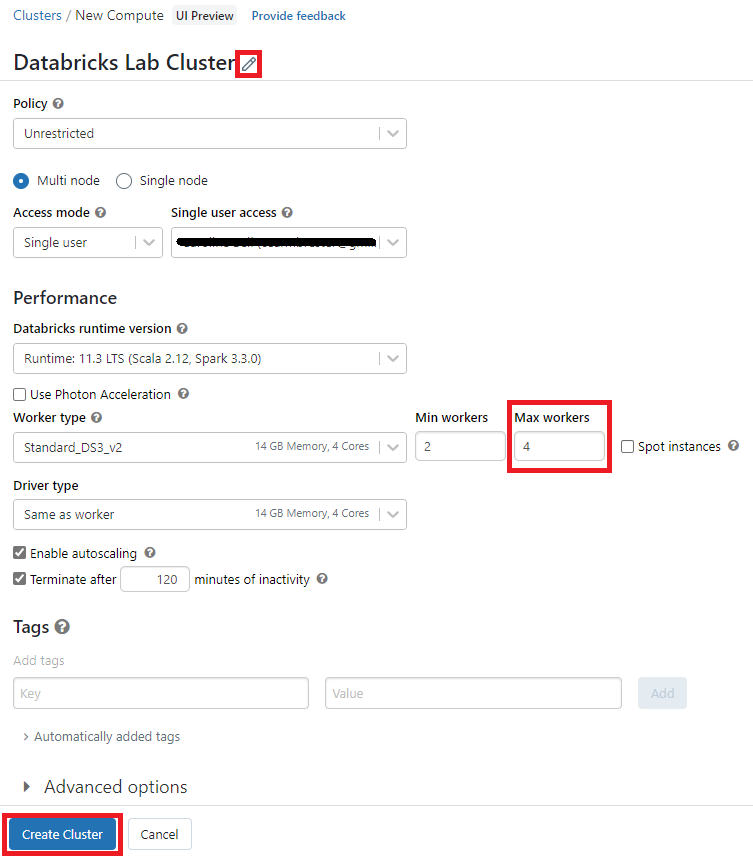 Clusters / New Compute UI Preview Provide feedback
Databricks Lab Cluster
Policy
Unrestricted
Multi node Single node
Access mode Single user access
Single user
Performance
Databricks runtime version
Runtime: 11.3 LTS (Scala 2.12, Spark 3.3.0)
Use Photon Acceleration
Worker type Min workers Max workers
Standard_DS3_v2 14 GB Memory, 4 Cores 2 4 Spot instances
Driver type
Same as worker 14 GB Memory, 4 Cores
Enable autoscaling
Terminate after 120 minutes of inactivity
Tags
Add tags
Key Value Add
Automatically added tags
Advanced options
Create Cluster Cancel